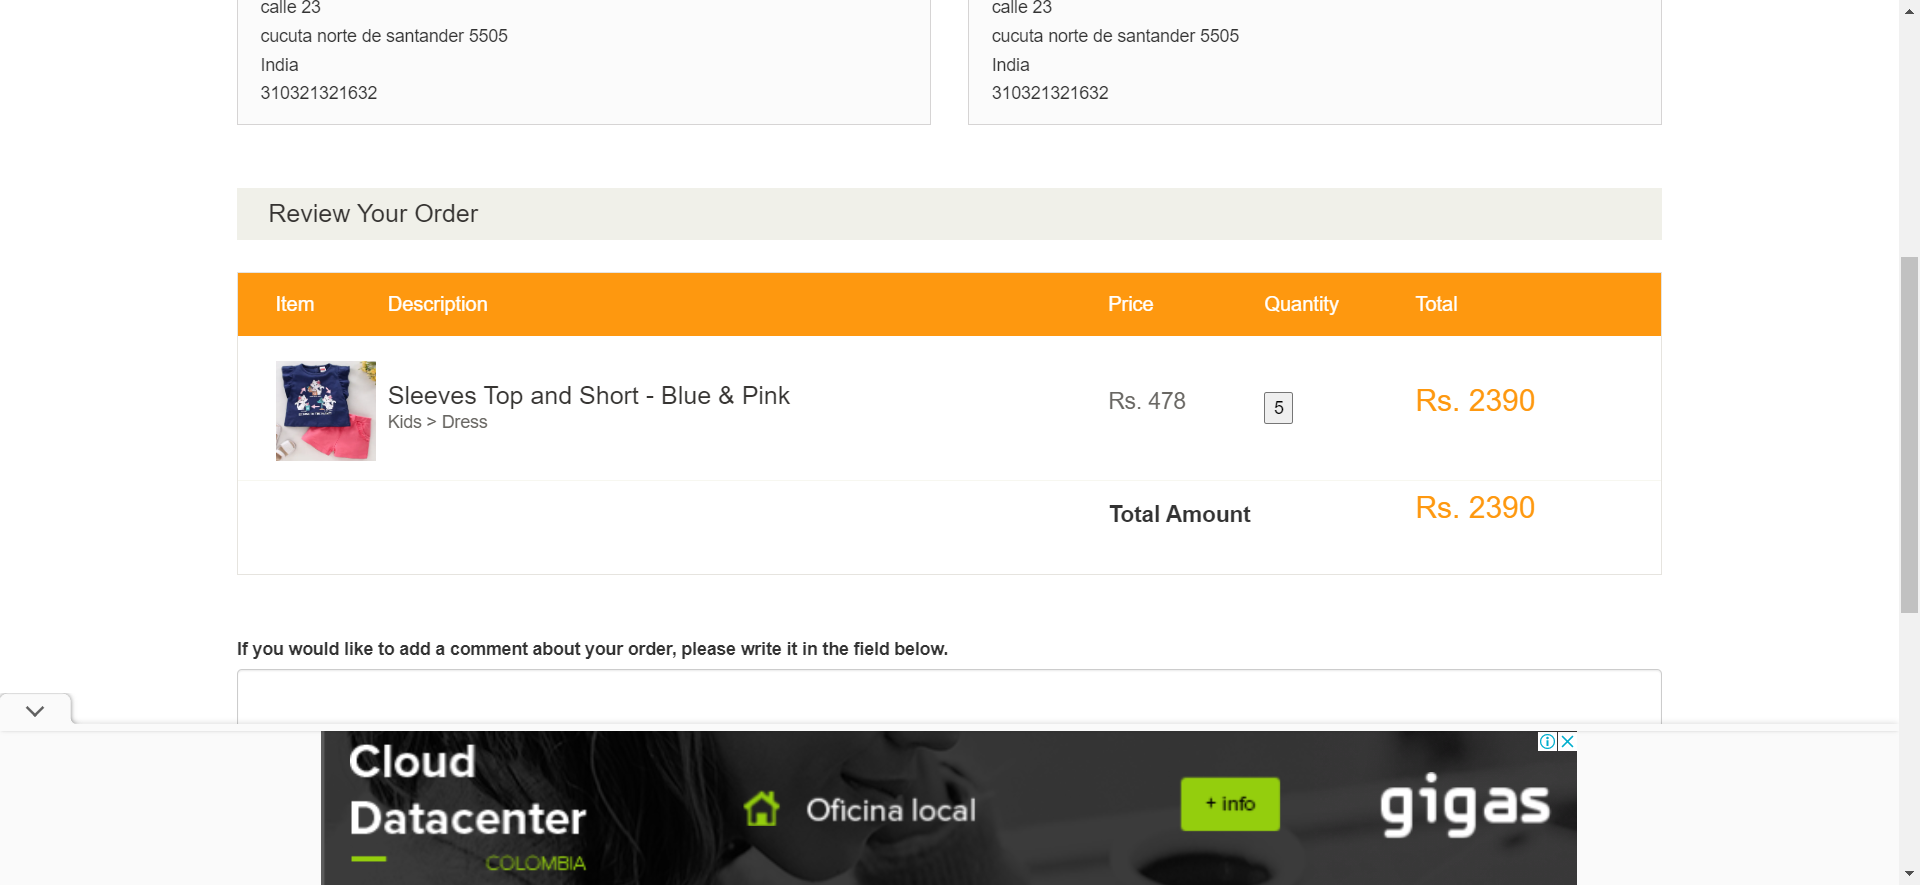 calle 23
cucuta norte de santander 5505
India
310321321632
calle 23
cucuta norte de santander 5505
India
310321321632
Review Your Order
Item Description Price Quantity Total
Sleeves Top and Short - Blue & Pink
Kids > Dress
Rs. 478
5
Rs. 2390
Total Amount
Rs. 2390
If you would like to add a comment about your order, please write it in the field below.
Cloud
Datacenter
COLOMBIA
Oficina local
+ info
gigas